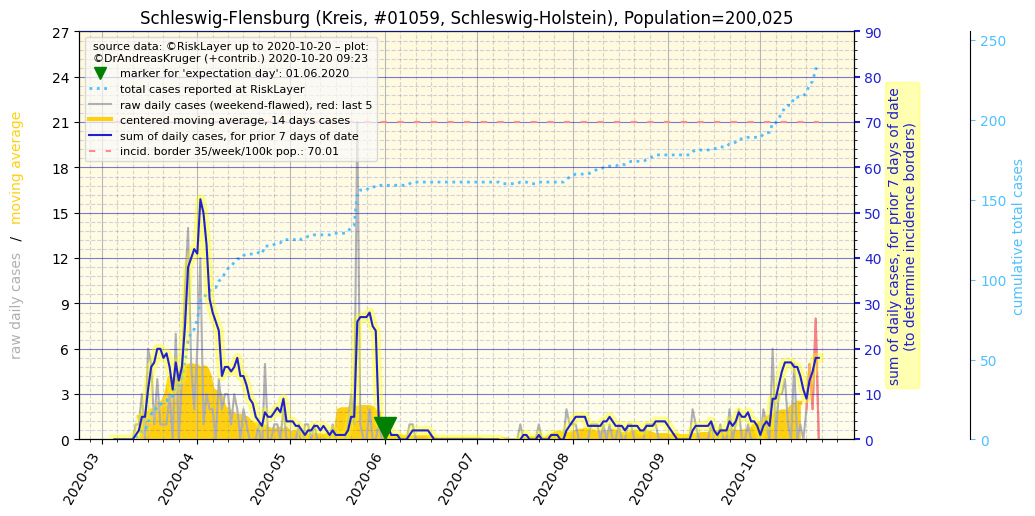 Schleswig-Flensburg (Kreis, #01059, Schleswig-Holstein), Population=200,025
source data: ©RiskLayer up to 2020-10-20 – plot:
©DrAndreasKruger (+contrib.) 2020-10-20 09:23
marker for 'expectation day': 01.06.2020
total cases reported at RiskLayer
raw daily cases (weekend-flawed), red: last 5
centered moving average, 14 days cases
sum of daily cases, for prior 7 days of date
incid. border 35/week/100k pop.: 70.01
raw daily cases / moving average
27
24
21
18
15
12
9
6
3
0
2020-03
2020-04
2020-05
2020-06
2020-07
2020-08
2020-09
2020-10
90
80
70
60
50
40
30
20
10
0
sum of daily cases, for prior 7 days of date
(to determine incidence borders)
250
200
150
100
50
0
cumulative total cases